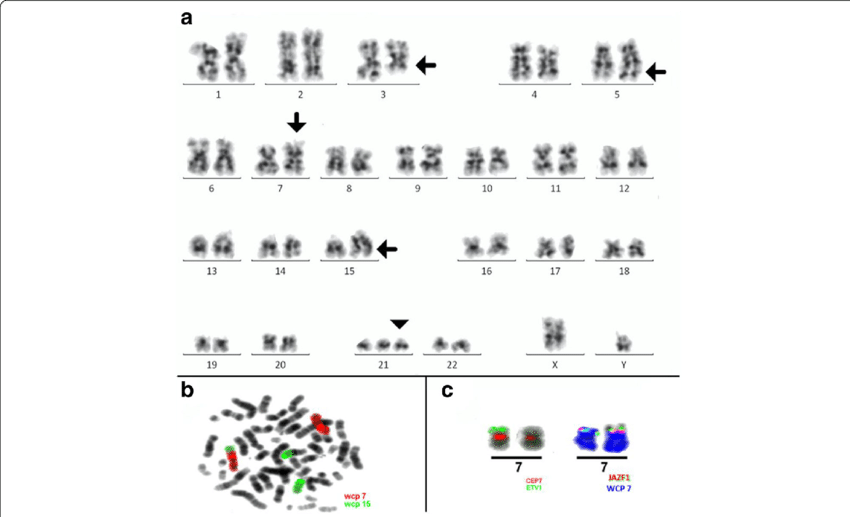 a
1 2 3 4 5
6 7 8 9 10 11 12
13 14 15 16 17 18
19 20 21 22 X Y
b
wcp 7
wcp 15
c
7 7
CEP7 JAZF1
ETV1 WCP 7